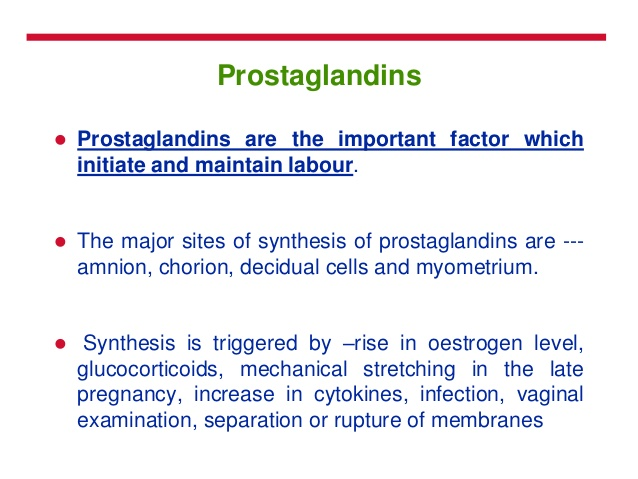 Prostaglandins
● Prostaglandins are the important factor which
initiate and maintain labour.
● The major sites of synthesis of prostaglandins are ---
amnion, chorion, decidual cells and myometrium.
● Synthesis is triggered by –rise in oestrogen level,
glucocorticoids, mechanical stretching in the late
pregnancy, increase in cytokines, infection, vaginal
examination, separation or rupture of membranes